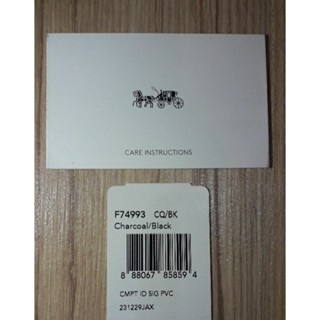 CARE INSTRUCTIONS
F74993 CQ/BK
Charcoal/Black
8 88067 85859 4
CMPT ID SIG PVC
231229JAX